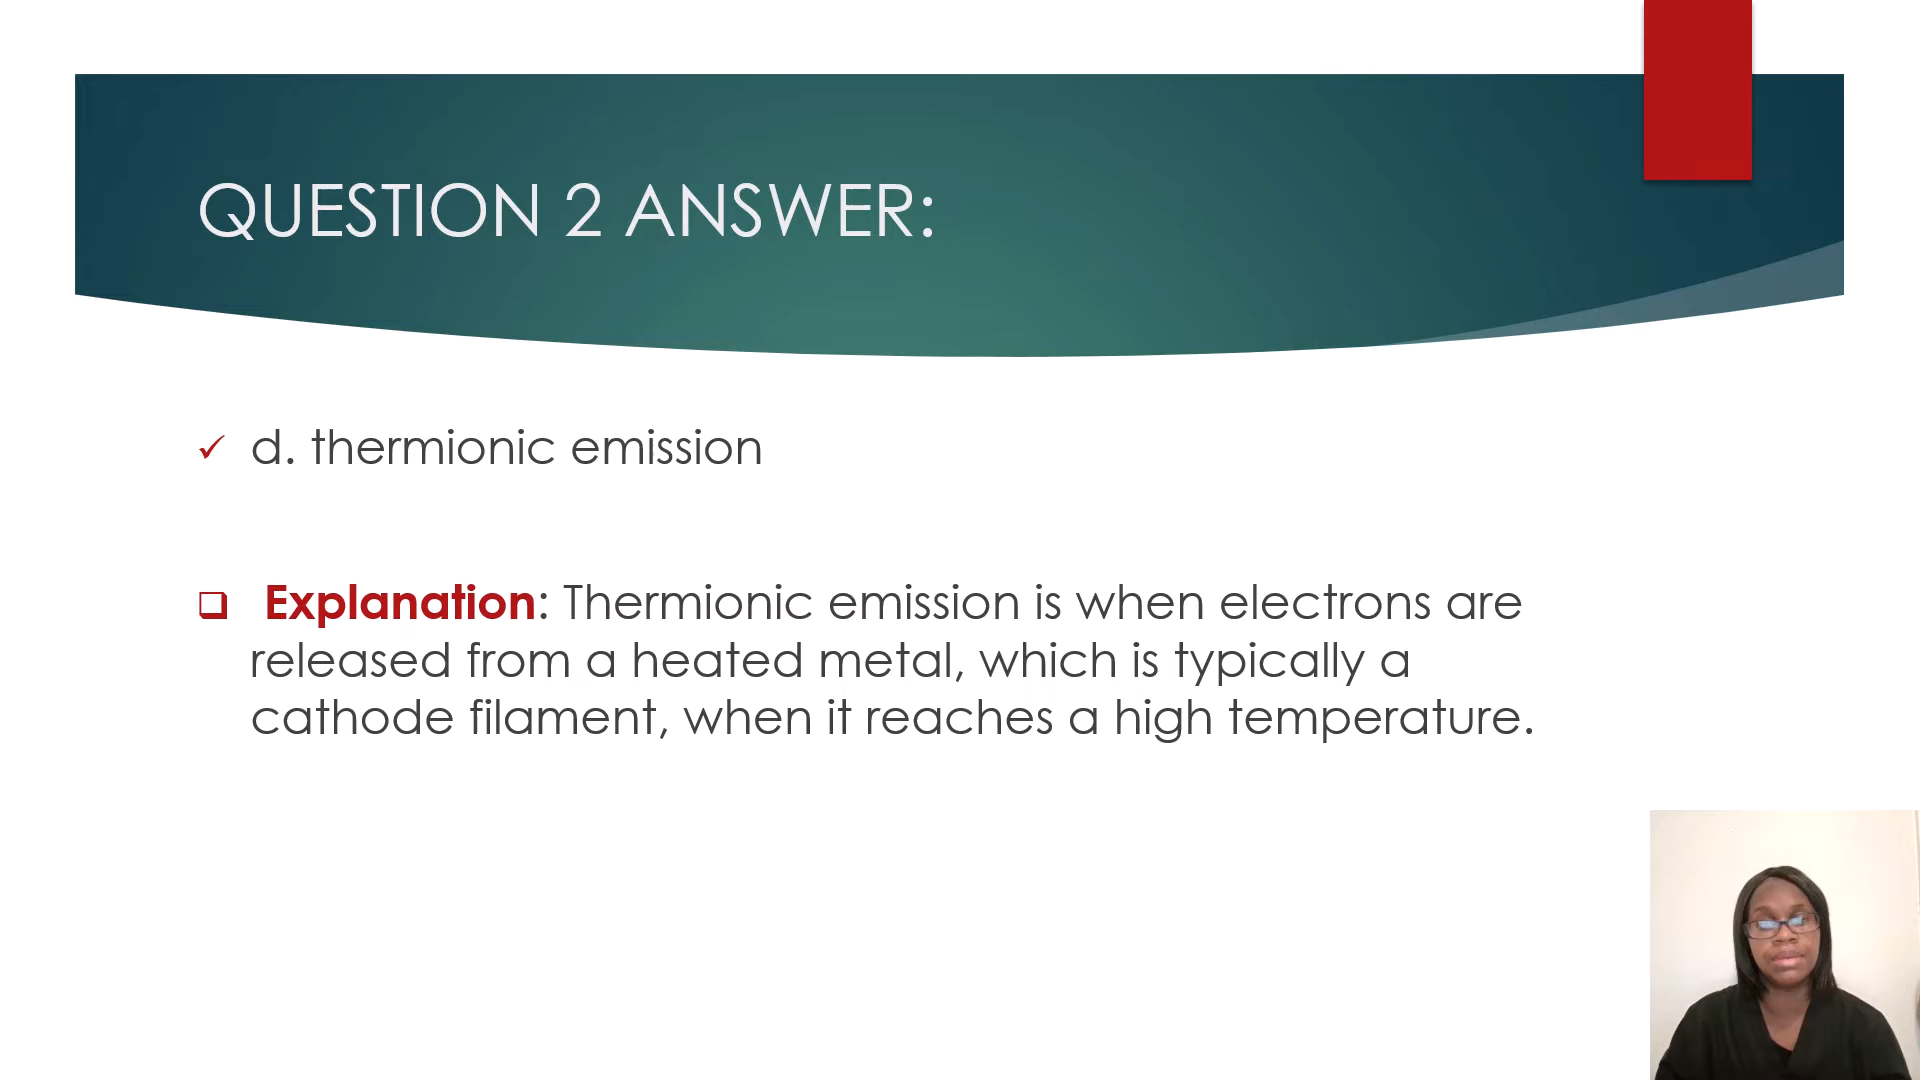 QUESTION 2 ANSWER:
d. thermionic emission
Explanation: Thermionic emission is when electrons are
released from a heated metal, which is typically a
cathode filament, when it reaches a high temperature.